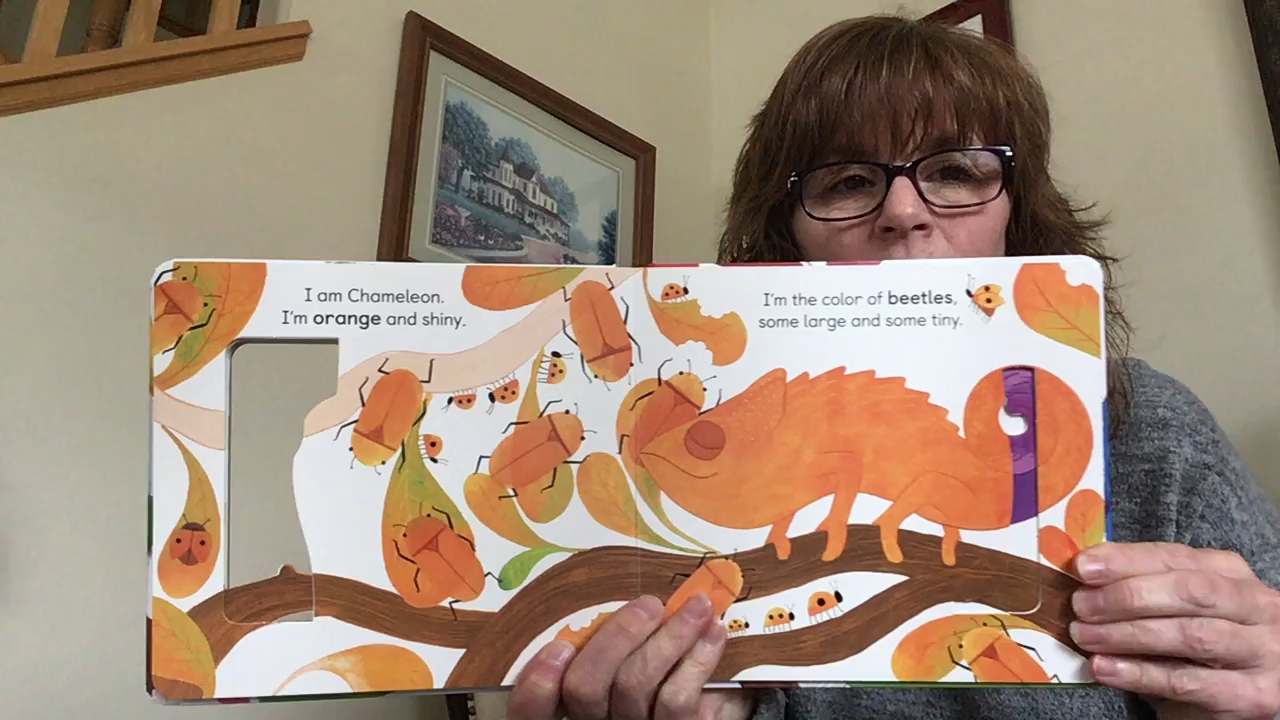 I am Chameleon.
I'm orange and shiny.
I'm the color of beetles,
some large and some tiny.